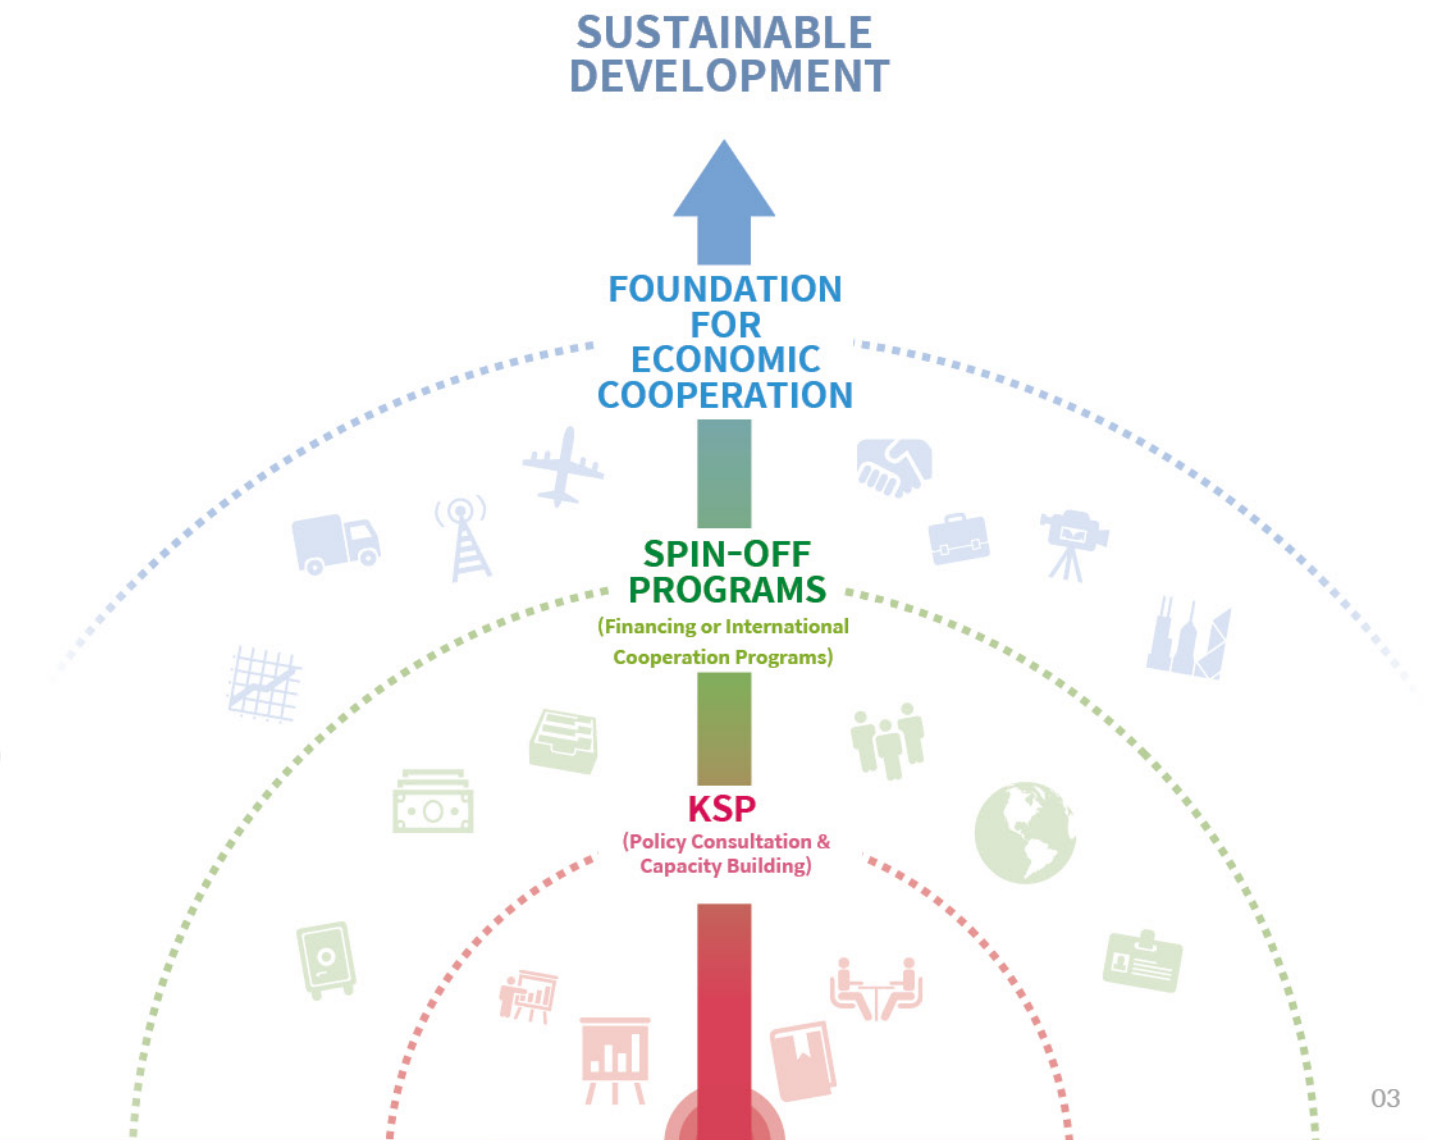 SUSTAINABLE
DEVELOPMENT
FOUNDATION
FOR
ECONOMIC
COOPERATION
SPIN-OFF
PROGRAMS
(Financing or International
Cooperation Programs)
KSP
(Policy Consultation &
Capacity Building)
03